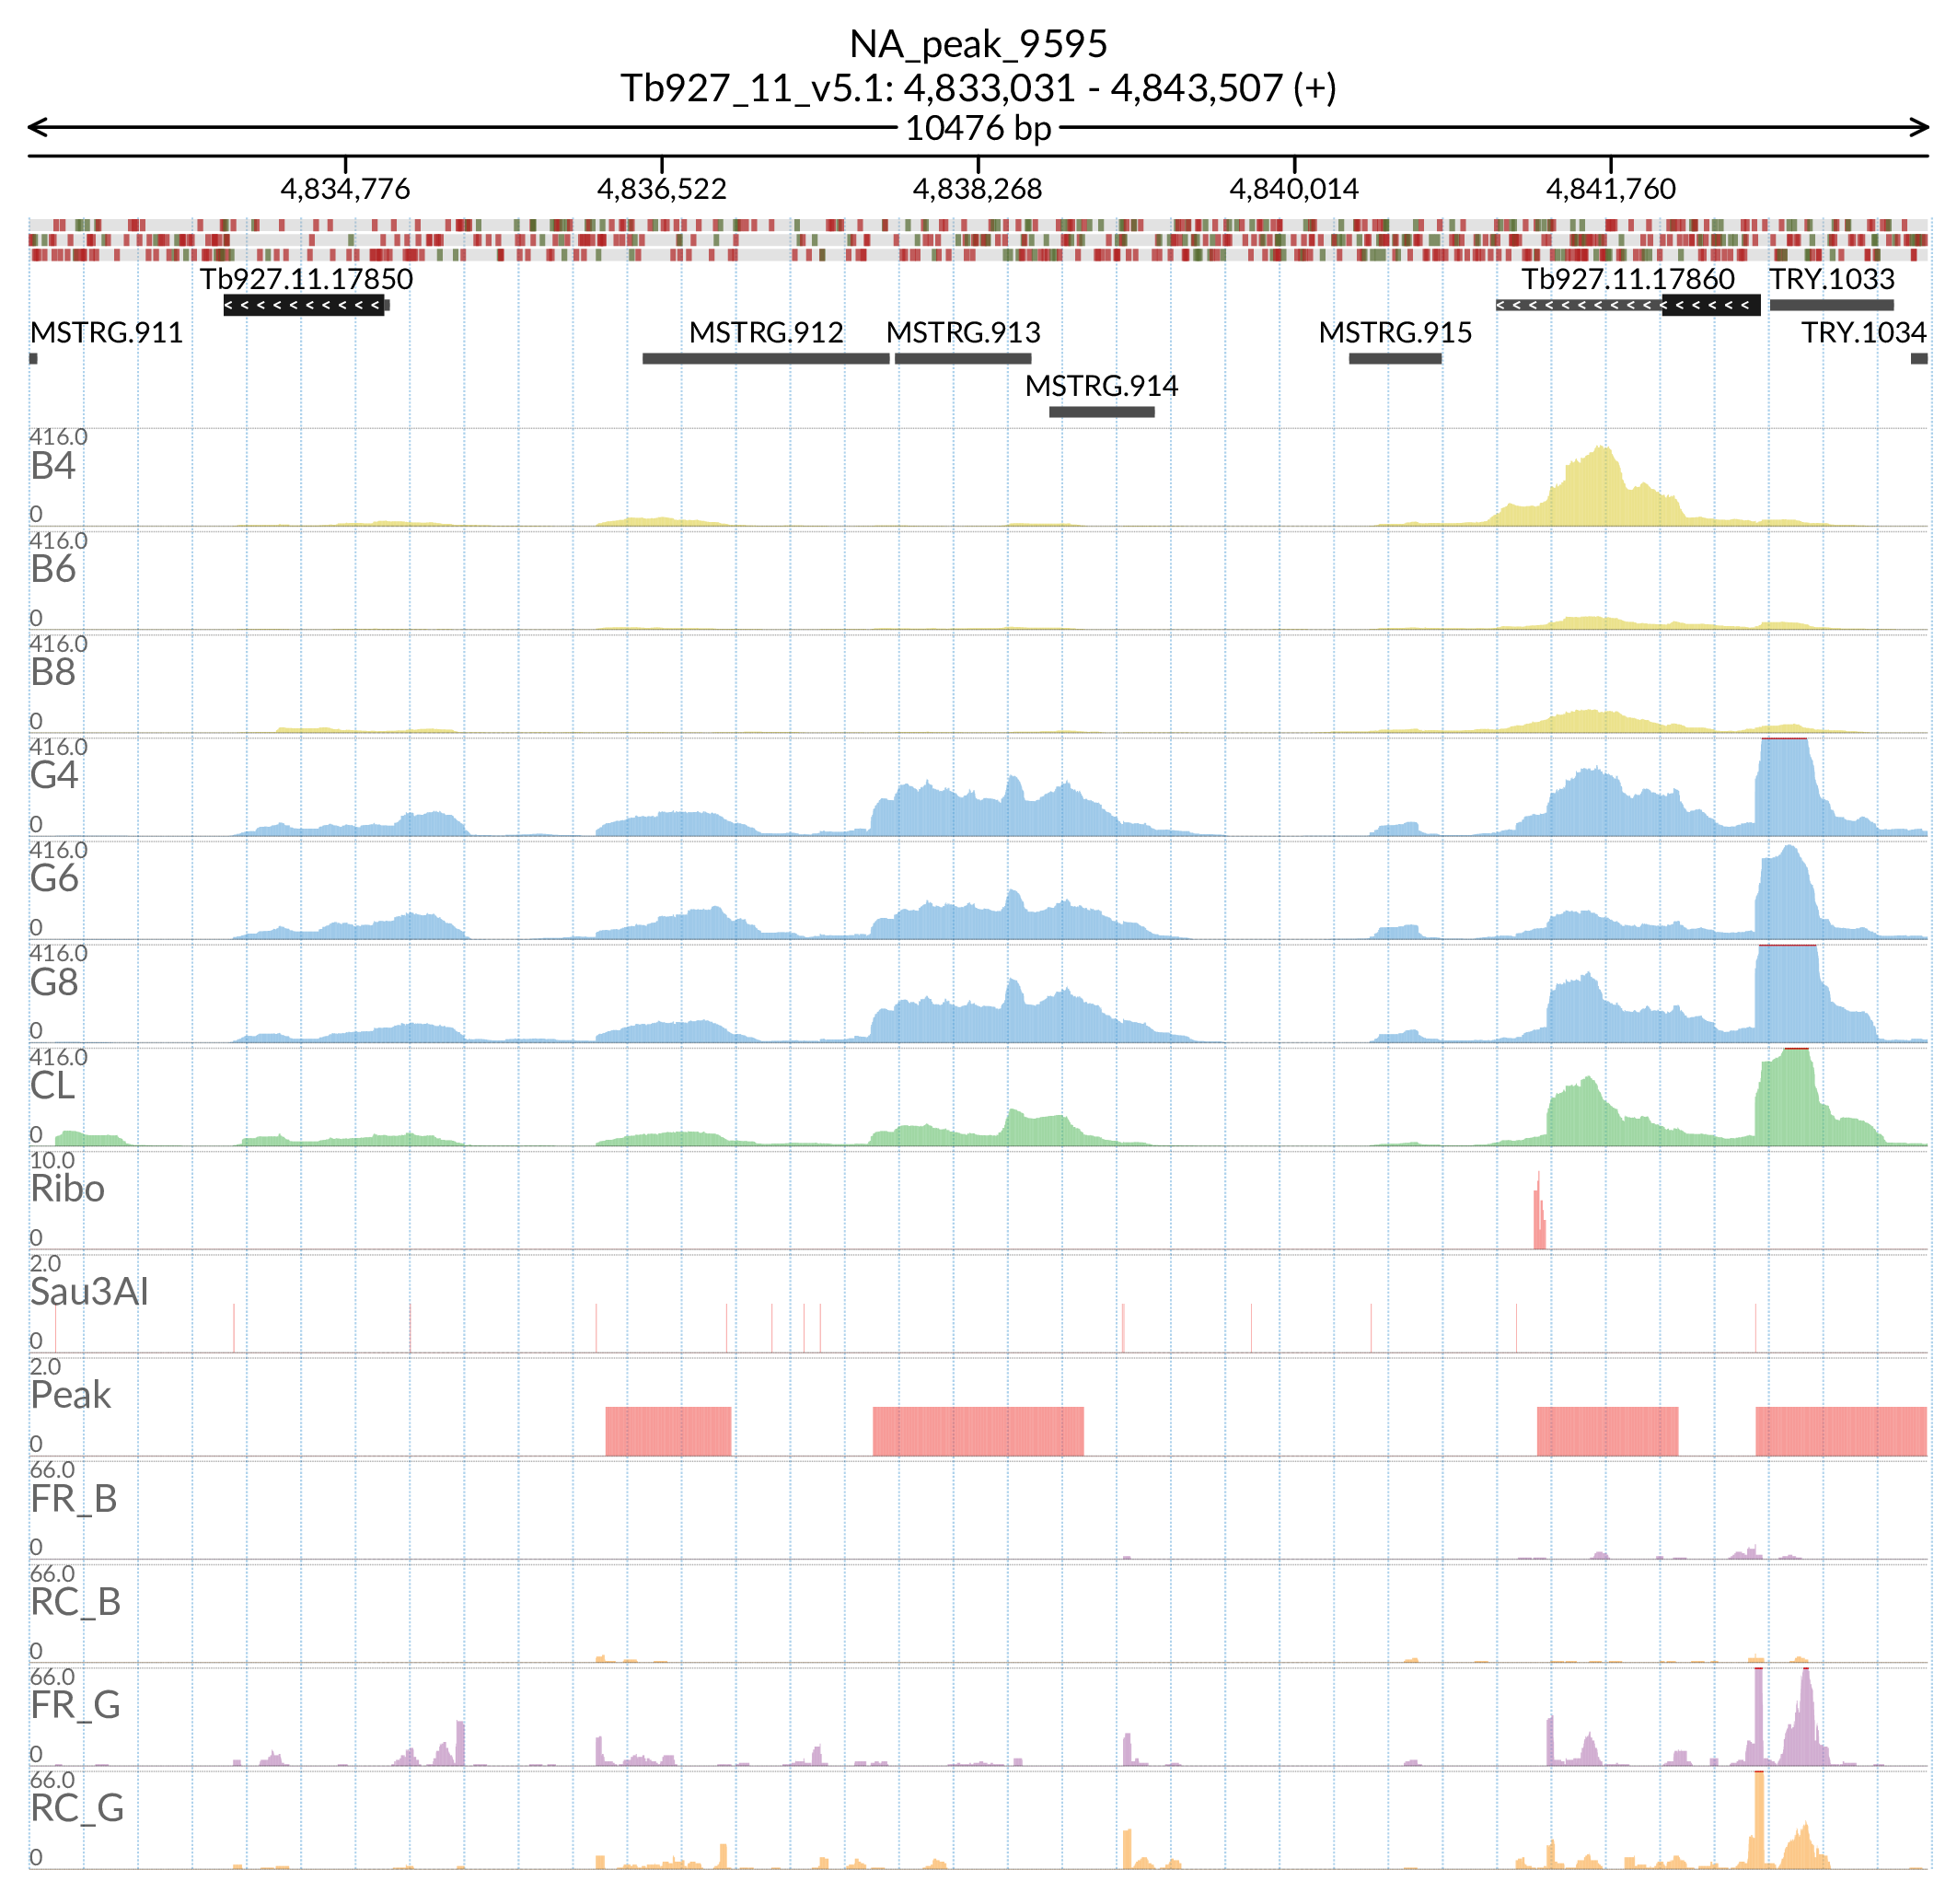 NA_peak_9595
Tb927_11_v5.1: 4,833,031 - 4,843,507 (+)
10476 bp
4,834,776 4,836,522 4,838,268 4,840,014 4,841,760
Tb927.11.17850 Tb927.11.17860 TRY.1033
MSTRG.911 MSTRG.912 MSTRG.913 MSTRG.915 TRY.1034
MSTRG.914
416.0
B4
0
416.0
B6
0
416.0
B8
0
416.0
G4
0
416.0
G6
0
416.0
G8
0
416.0
CL
0
10.0
Ribo
0
2.0
Sau3AI
0
2.0
Peak
0
66.0
FR_B
0
66.0
RC_B
0
66.0
FR_G
0
66.0
RC_G
0